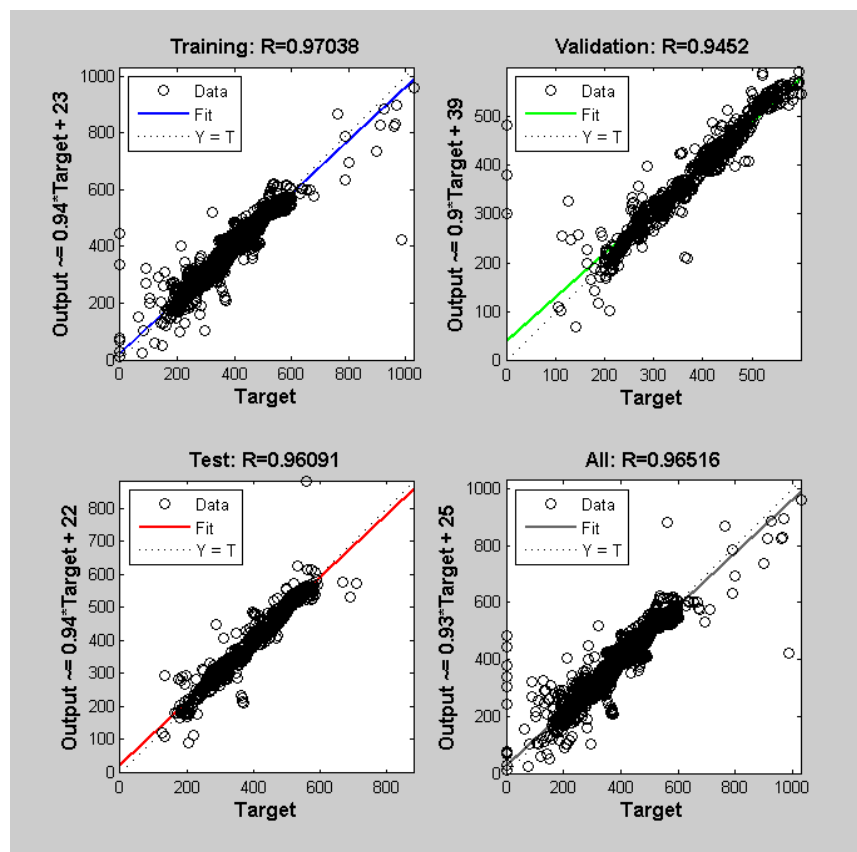 Training: R=0.97038
Output ~= 0.94*Target + 23
1000
800
600
400
200
0
Data
Fit
Y = T
0 200 400 600 800 1000
Target
Validation: R=0.9452
Output ~= 0.9*Target + 39
500
400
300
200
100
0
Data
Fit
Y = T
0 100 200 300 400 500
Target
Test: R=0.96091
Output ~= 0.94*Target + 22
800
700
600
500
400
300
200
100
0
Data
Fit
Y = T
0 200 400 600 800
Target
All: R=0.96516
Output ~= 0.93*Target + 25
1000
800
600
400
200
0
Data
Fit
Y = T
0 200 400 600 800 1000
Target